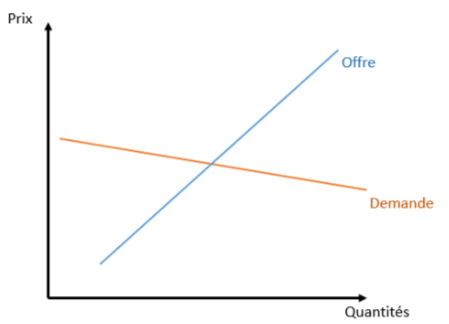 Prix
Offre
Demande
Quantités